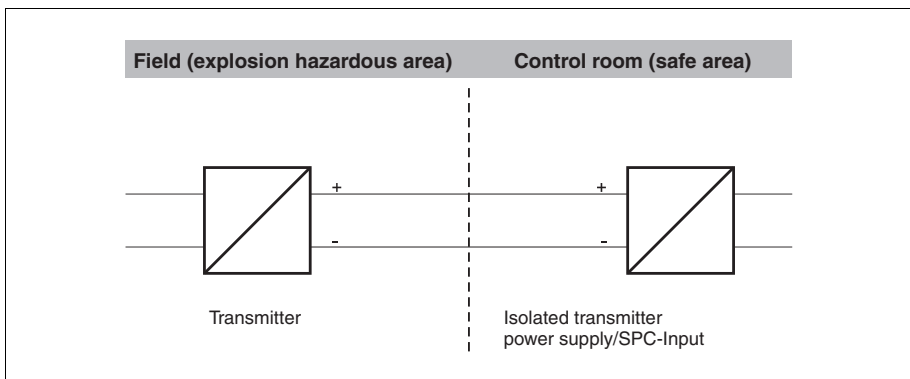 Field (explosion hazardous area)
Control room (safe area)
+
+
-
-
Transmitter
Isolated transmitter
power supply/SPC-Input